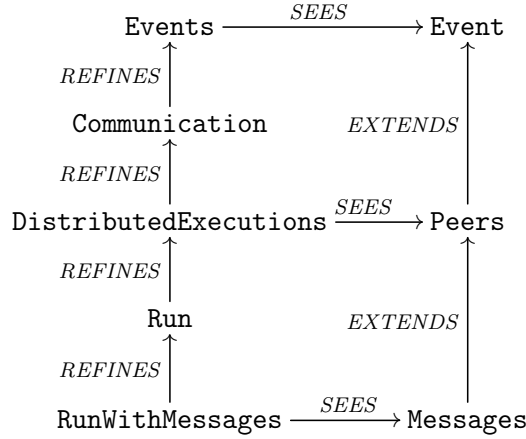 SEES
Events Event
REFINES
Communication EXTENDS
REFINES
SEES
DistributedExecutions Peers
REFINES
Run EXTENDS
REFINES
SEES
RunWithMessages Messages